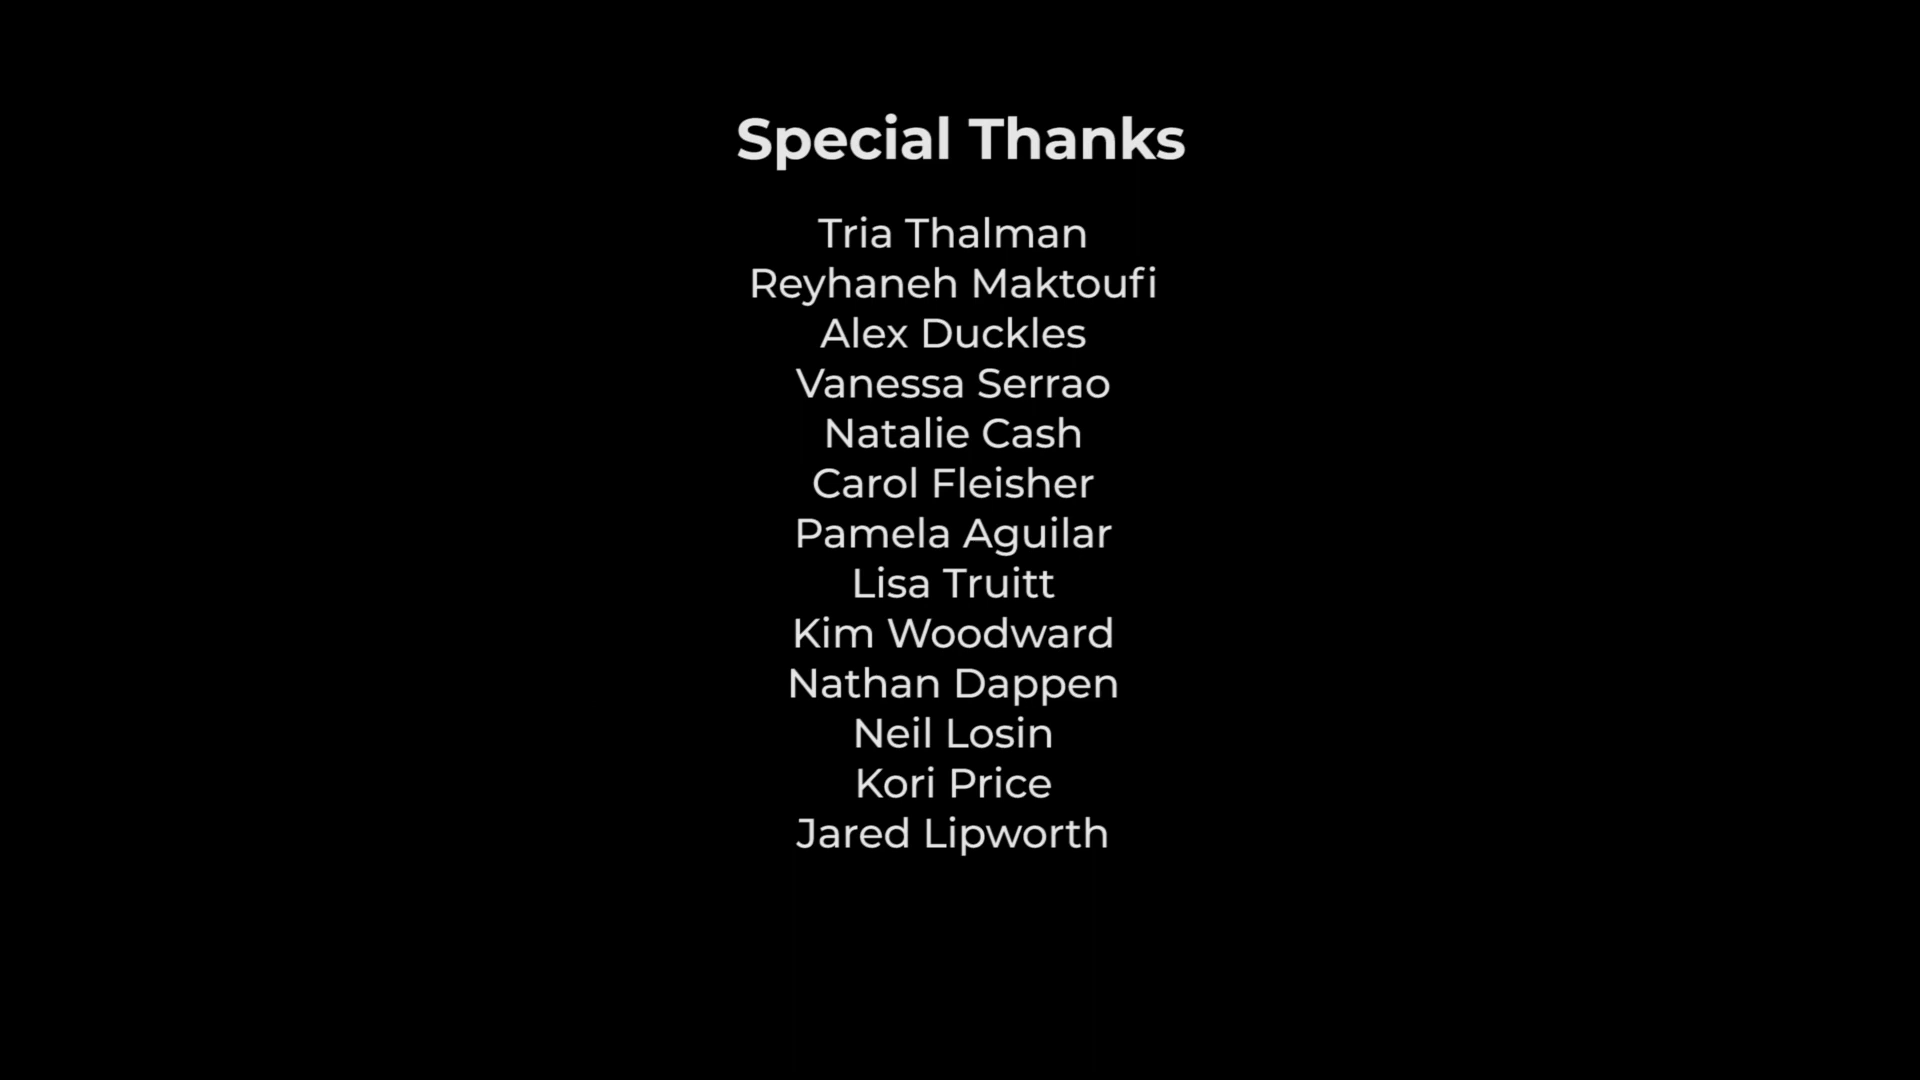 Special Thanks
Tria Thalman
Reyhaneh Maktoufi
Alex Duckles
Vanessa Serrao
Natalie Cash
Carol Fleisher
Pamela Aguilar
Lisa Truitt
Kim Woodward
Nathan Dappen
Neil Losin
Kori Price
Jared Lipworth